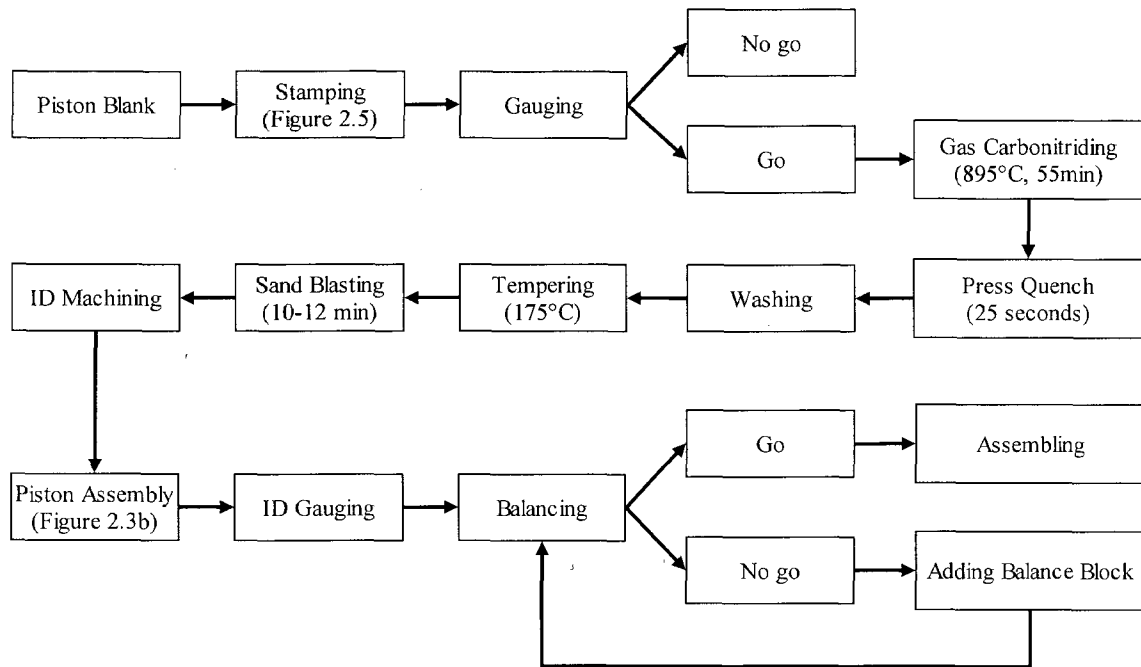 No go
Piston Blank
Stamping
(Figure 2.5)
Gauging
Go
Gas Carbonitriding
(895°C, 55min)
ID Machining
Sand Blasting
(10-12 min)
Tempering
(175°C)
Washing
Press Quench
(25 seconds)
Go
Assembling
Piston Assembly
(Figure 2.3b)
ID Gauging
Balancing
No go
Adding Balance Block